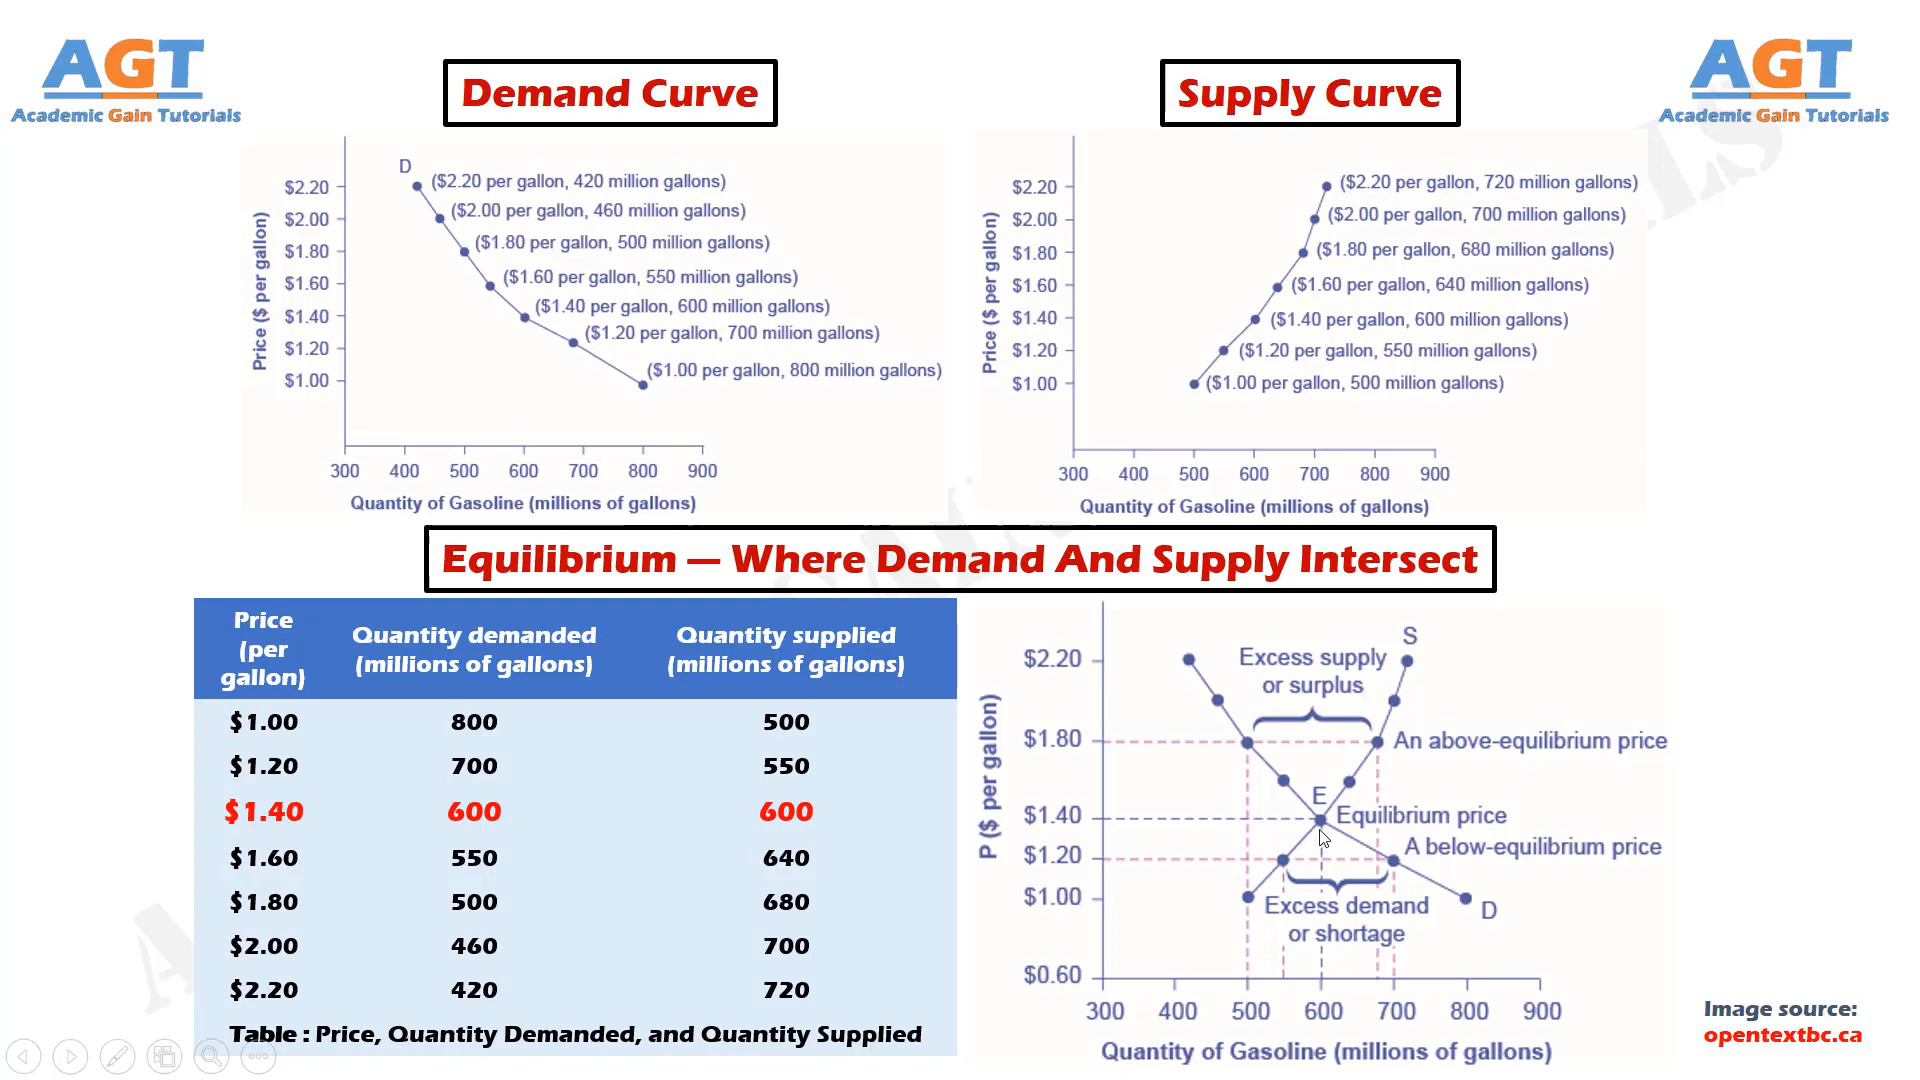 AGT
Academic Gain Tutorials
Demand Curve
Supply Curve
AGT
Academic Gain Tutorials
Price ($ per gallon)
$2.20
$2.00
$1.80
$1.60
$1.40
$1.20
$1.00
D
($2.20 per gallon, 420 million gallons)
($2.00 per gallon, 460 million gallons)
($1.80 per gallon, 500 million gallons)
($1.60 per gallon, 550 million gallons)
($1.40 per gallon, 600 million gallons)
($1.20 per gallon, 700 million gallons)
($1.00 per gallon, 800 million gallons)
300 400 500 600 700 800 900
Quantity of Gasoline (millions of gallons)
Price ($ per gallon)
$2.20
$2.00
$1.80
$1.60
$1.40
$1.20
$1.00
($2.20 per gallon, 720 million gallons)
($2.00 per gallon, 700 million gallons)
($1.80 per gallon, 680 million gallons)
($1.60 per gallon, 640 million gallons)
($1.40 per gallon, 600 million gallons)
($1.20 per gallon, 550 million gallons)
($1.00 per gallon, 500 million gallons)
300 400 500 600 700 800 900
Quantity of Gasoline (millions of gallons)
Equilibrium — Where Demand And Supply Intersect
Price (per gallon) Quantity demanded (millions of gallons) Quantity supplied (millions of gallons)
$1.00 800 500
$1.20 700 550
$1.40 600 600
$1.60 550 640
$1.80 500 680
$2.00 460 700
$2.20 420 720
Table : Price, Quantity Demanded, and Quantity Supplied
P ($ per gallon)
$2.20
$1.80
$1.40
$1.20
$1.00
$0.60
S
Excess supply
or surplus
An above-equilibrium price
E
Equilibrium price
A below-equilibrium price
Excess demand
or shortage
D
300 400 500 600 700 800 900
Quantity of Gasoline (millions of gallons)
Image source:
opentextbc.ca